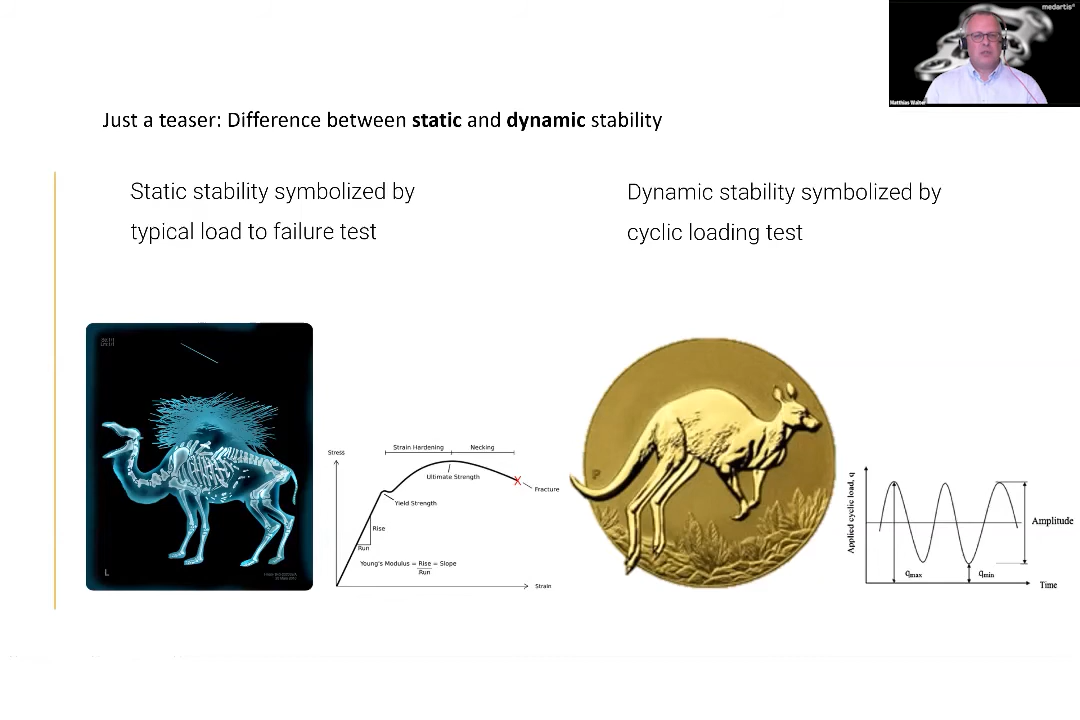 medartis®
Matthias Walter
Just a teaser: Difference between static and dynamic stability
Static stability symbolized by
typical load to failure test
Dynamic stability symbolized by
cyclic loading test
L
Stress
Strain Hardening
Necking
Ultimate Strength
Fracture
Yield Strength
Rise
Run
Young's Modulus = Rise = Slope
Run
Strain
P
Applied cyclic load, q
Amplitude
qmax
qmin
Time